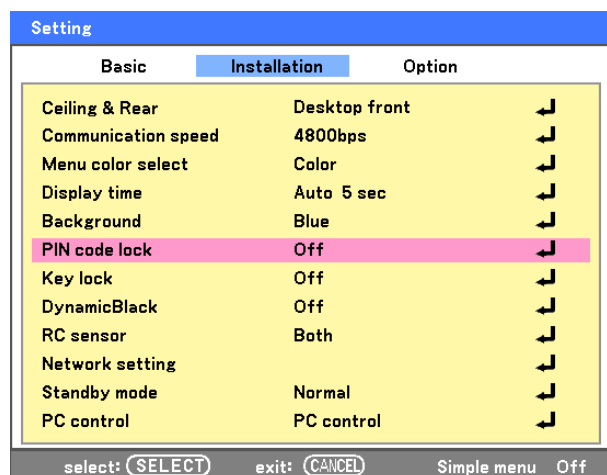 Setting
Basic Installation Option
Ceiling & Rear Desktop front
Communication speed 4800bps
Menu color select Color
Display time Auto 5 sec
Background Blue
PIN code lock Off
Key lock Off
DynamicBlack Off
RC sensor Both
Network setting
Standby mode Normal
PC control PC control
select: SELECT exit: CANCEL Simple menu Off